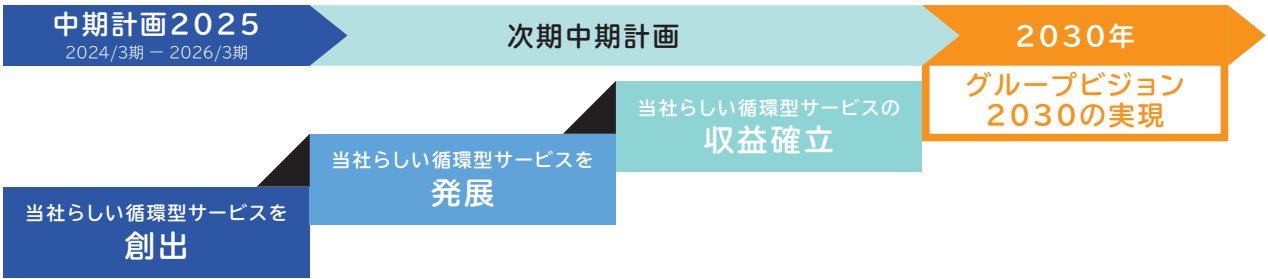 中期計画2025
2024/3期 － 2026/3期
次期中期計画
2030年
グループビジョン
2030の実現
当社らしい循環型サービスの
収益確立
当社らしい循環型サービスを
発展
当社らしい循環型サービスを
創出